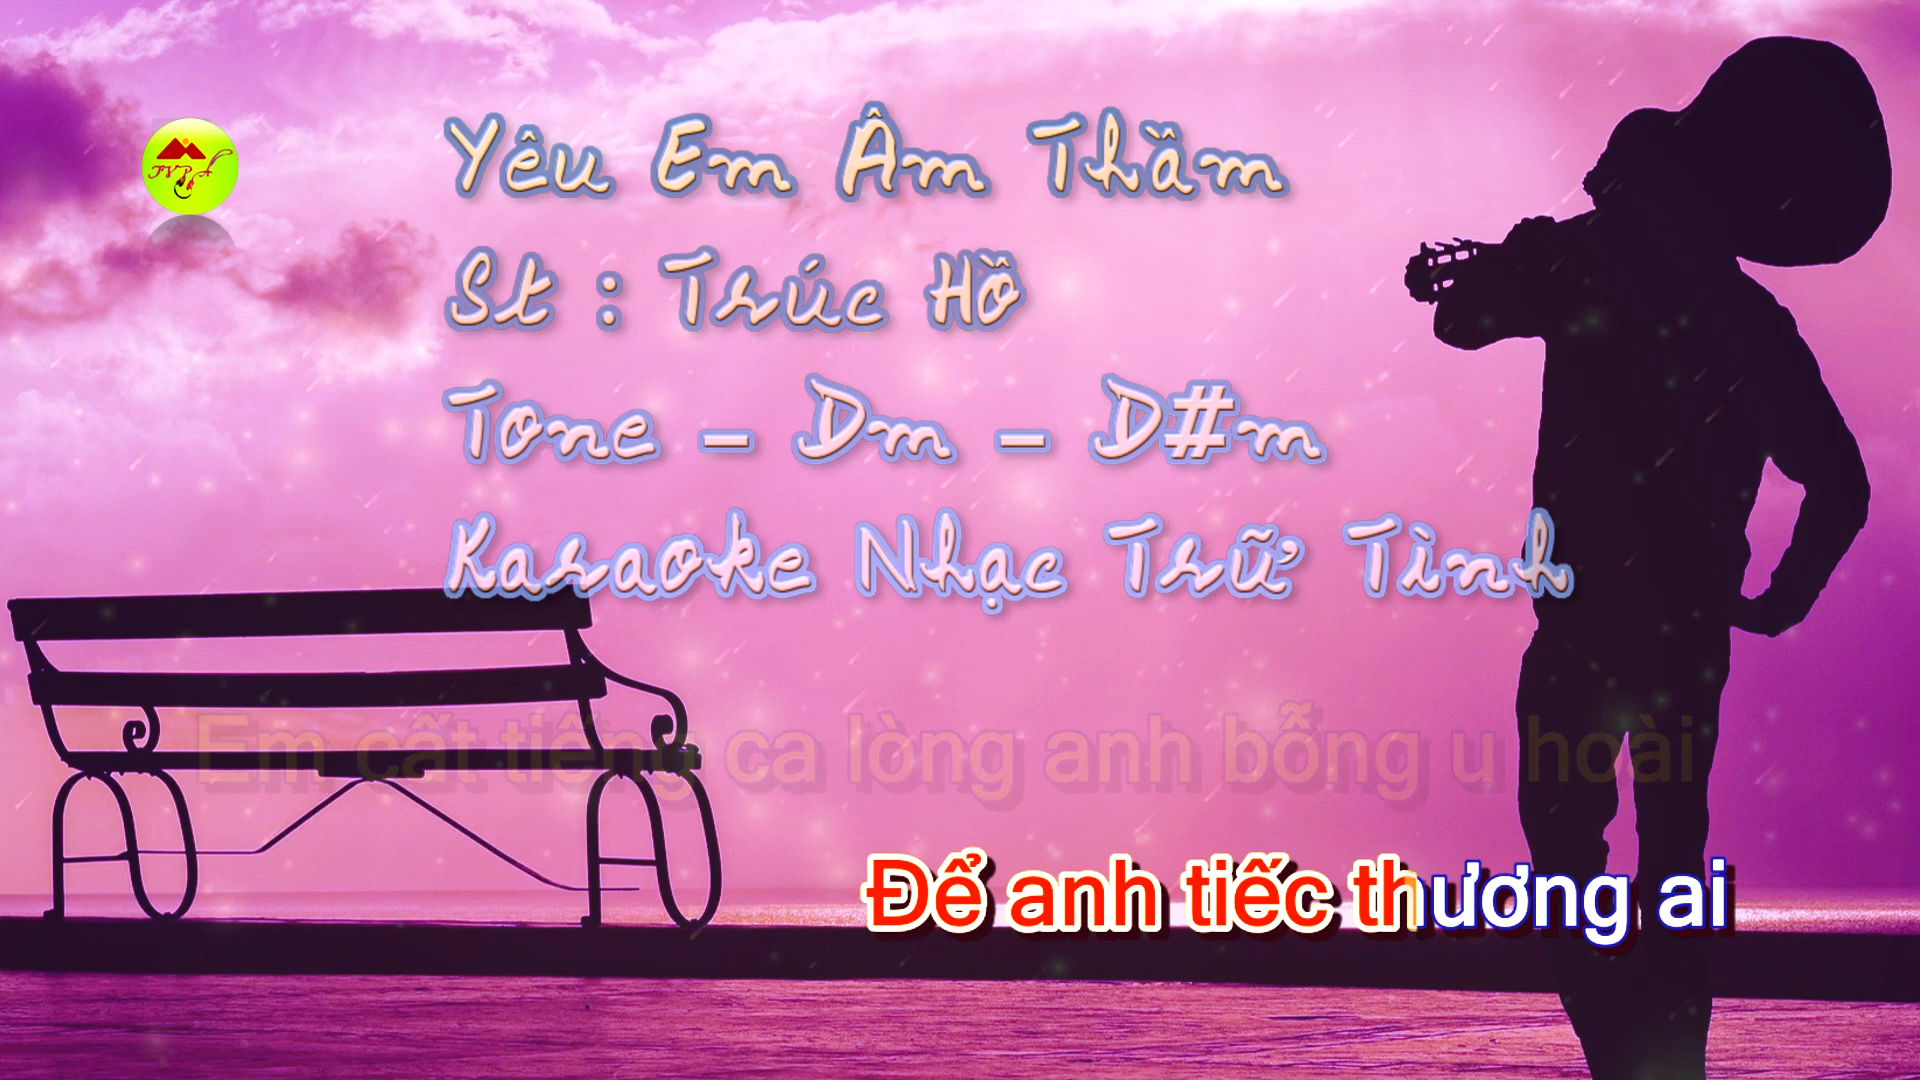 Yêu Em Âm Thầm
St : Trúc Hồ
Tone - Dm - D#m
Karaoke Nhạc Trữ Tình
Em cất tiếng ca lòng anh bỗng u hoài
Để anh tiếc thương ai